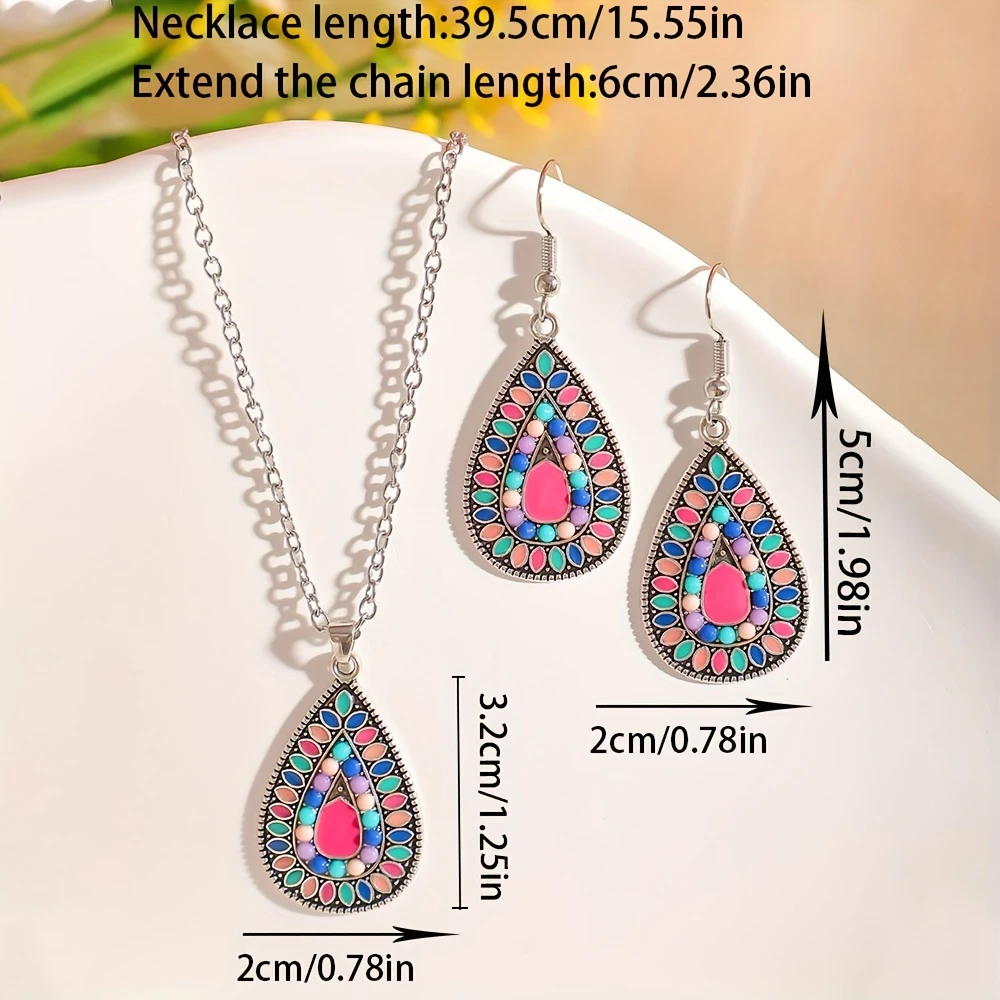 Necklace length:39.5cm/15.55in
Extend the chain length:6cm/2.36in
5cm/1.98in
2cm/0.78in
3.2cm/1.25in
2cm/0.78in